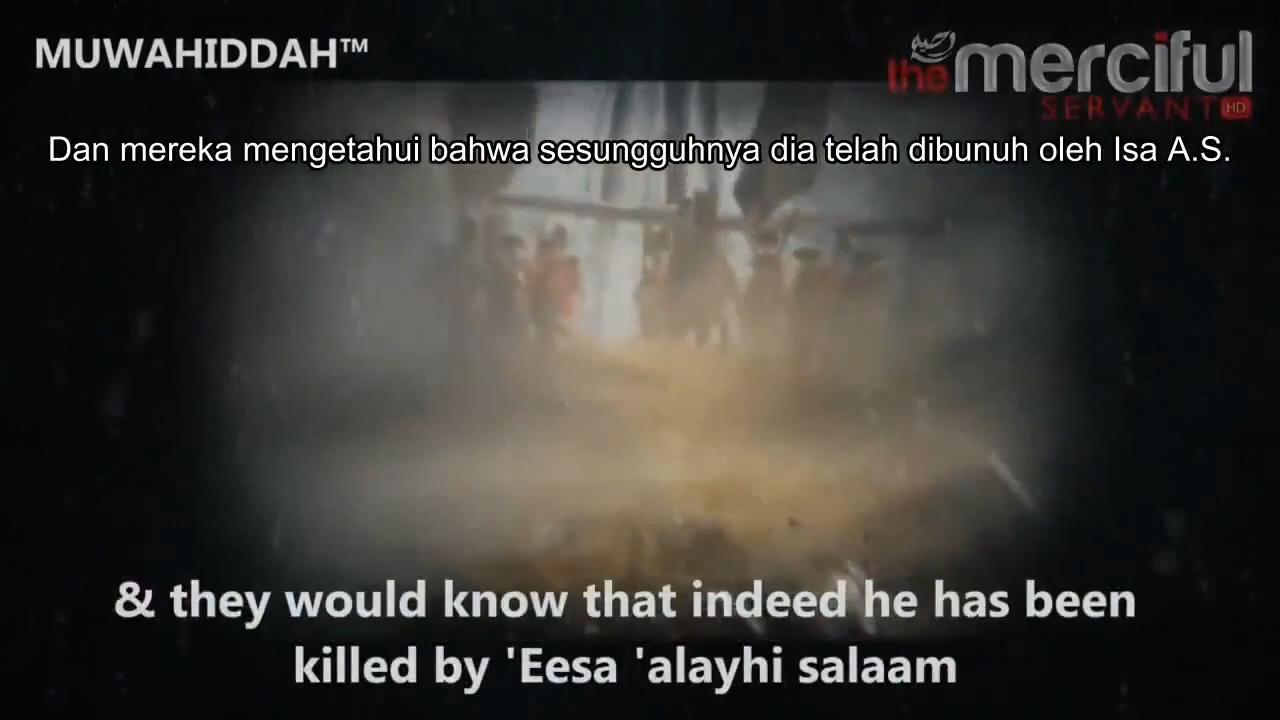 MUWAHIDDAH™
the merciful
SERVANT HD
Dan mereka mengetahui bahwa sesungguhnya dia telah dibunuh oleh Isa A.S.
& they would know that indeed he has been
killed by 'Eesa 'alayhi salaam